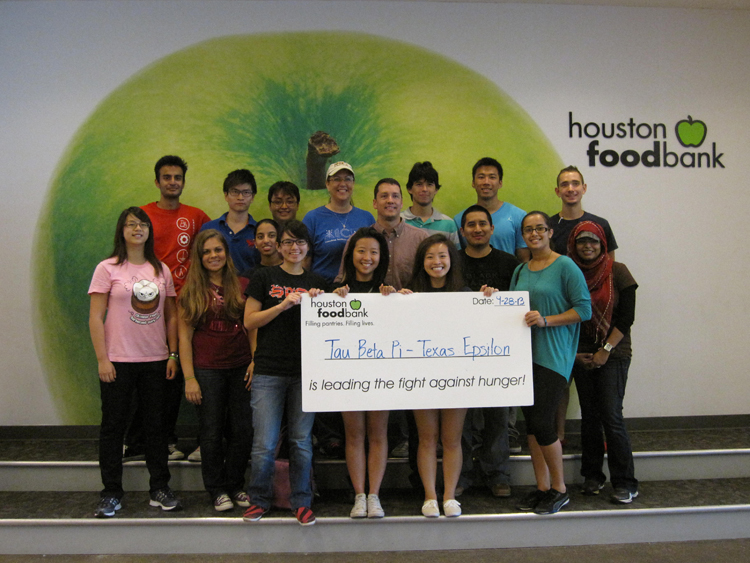 houston
foodbank
houston
foodbank
Filling pantries. Filling lives.
Date: 4-28-13
Tau Beta Pi - Texas Epsilon
is leading the fight against hunger!